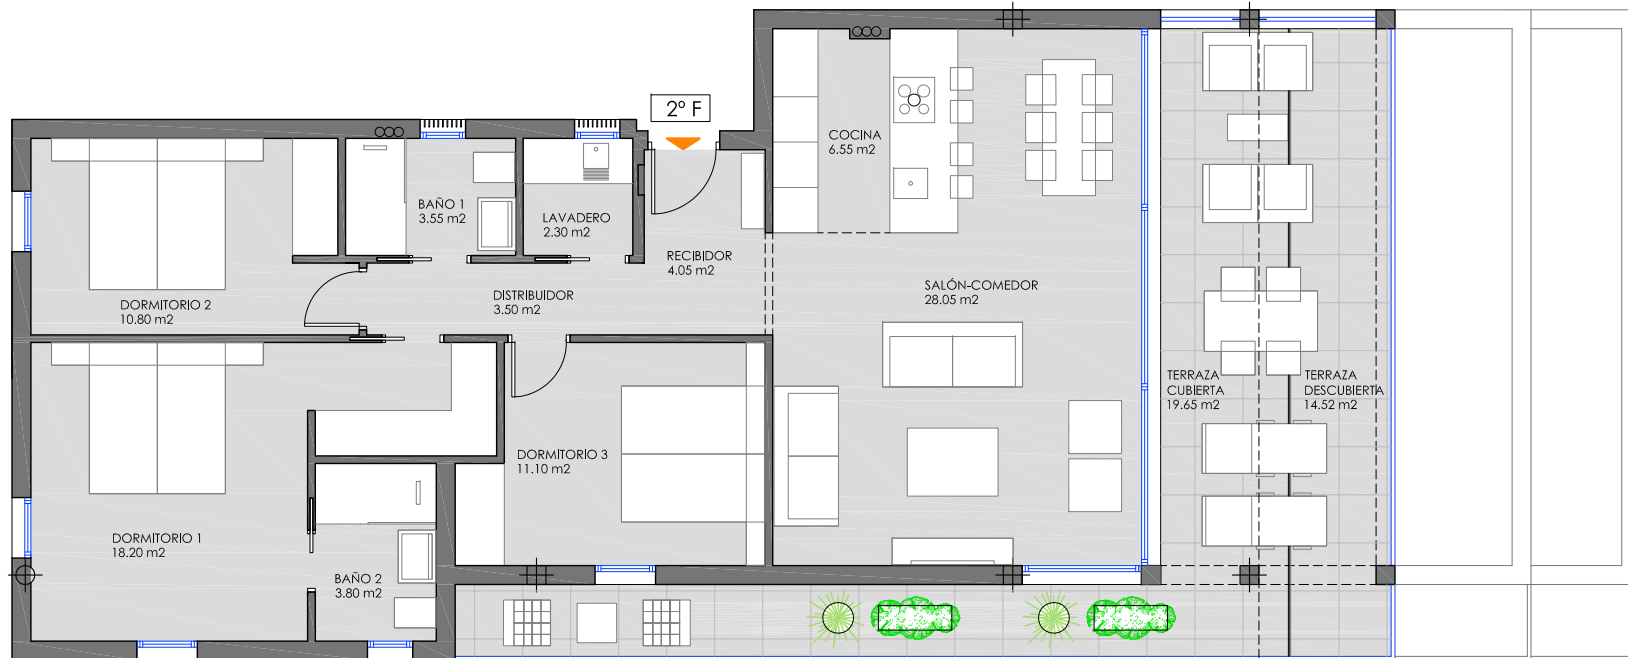 2º F
COCINA
6.55 m2
BAÑO 1
3.55 m2
LAVADERO
2.30 m2
RECIBIDOR
4.05 m2
SALÓN-COMEDOR
28.05 m2
DISTRIBUIDOR
3.50 m2
DORMITORIO 2
10.80 m2
TERRAZA
CUBIERTA
19.65 m2
TERRAZA
DESCUBIERTA
14.52 m2
DORMITORIO 3
11.10 m2
DORMITORIO 1
18.20 m2
BAÑO 2
3.80 m2